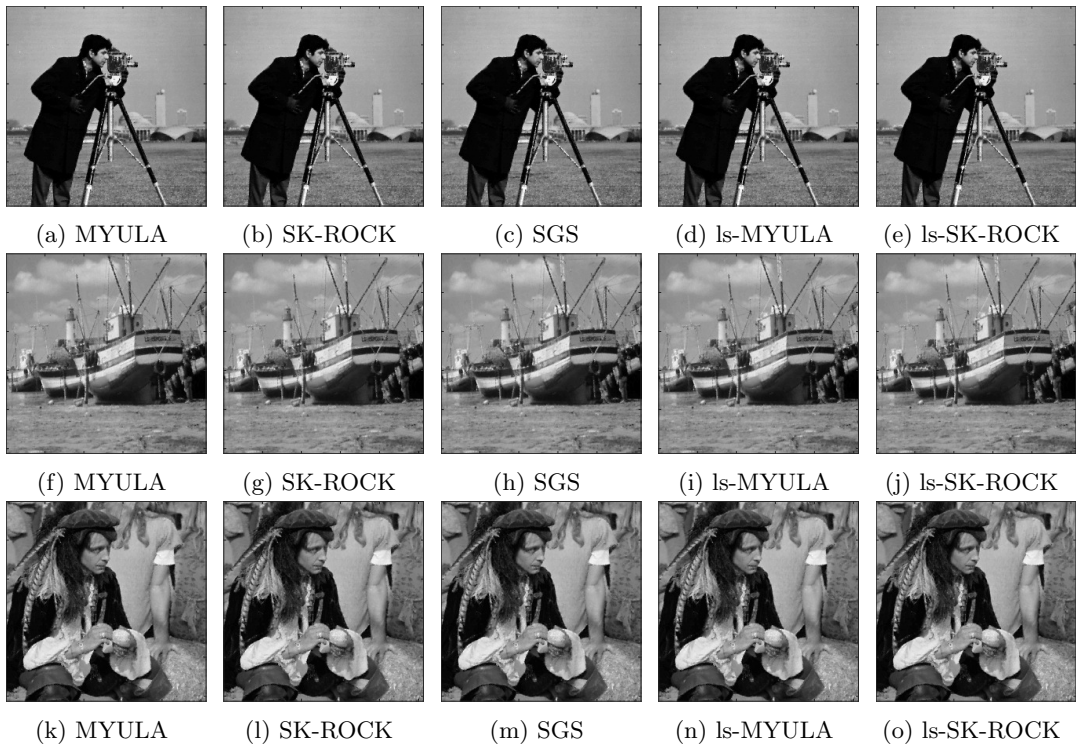 (a) MYULA
(b) SK-ROCK
(c) SGS
(d) ls-MYULA
(e) ls-SK-ROCK
(f) MYULA
(g) SK-ROCK
(h) SGS
(i) ls-MYULA
(j) ls-SK-ROCK
(k) MYULA
(l) SK-ROCK
(m) SGS
(n) ls-MYULA
(o) ls-SK-ROCK